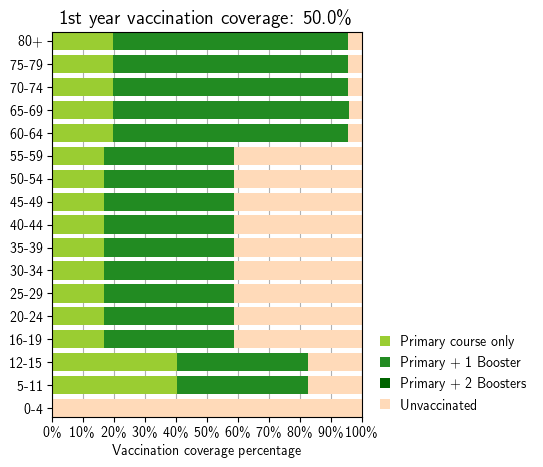 1st year vaccination coverage: 50.0%
80+
75-79
70-74
65-69
60-64
55-59
50-54
45-49
40-44
35-39
30-34
25-29
20-24
16-19
12-15
5-11
0-4
0% 10% 20% 30% 40% 50% 60% 70% 80% 90% 100%
Vaccination coverage percentage
Primary course only
Primary + 1 Booster
Primary + 2 Boosters
Unvaccinated